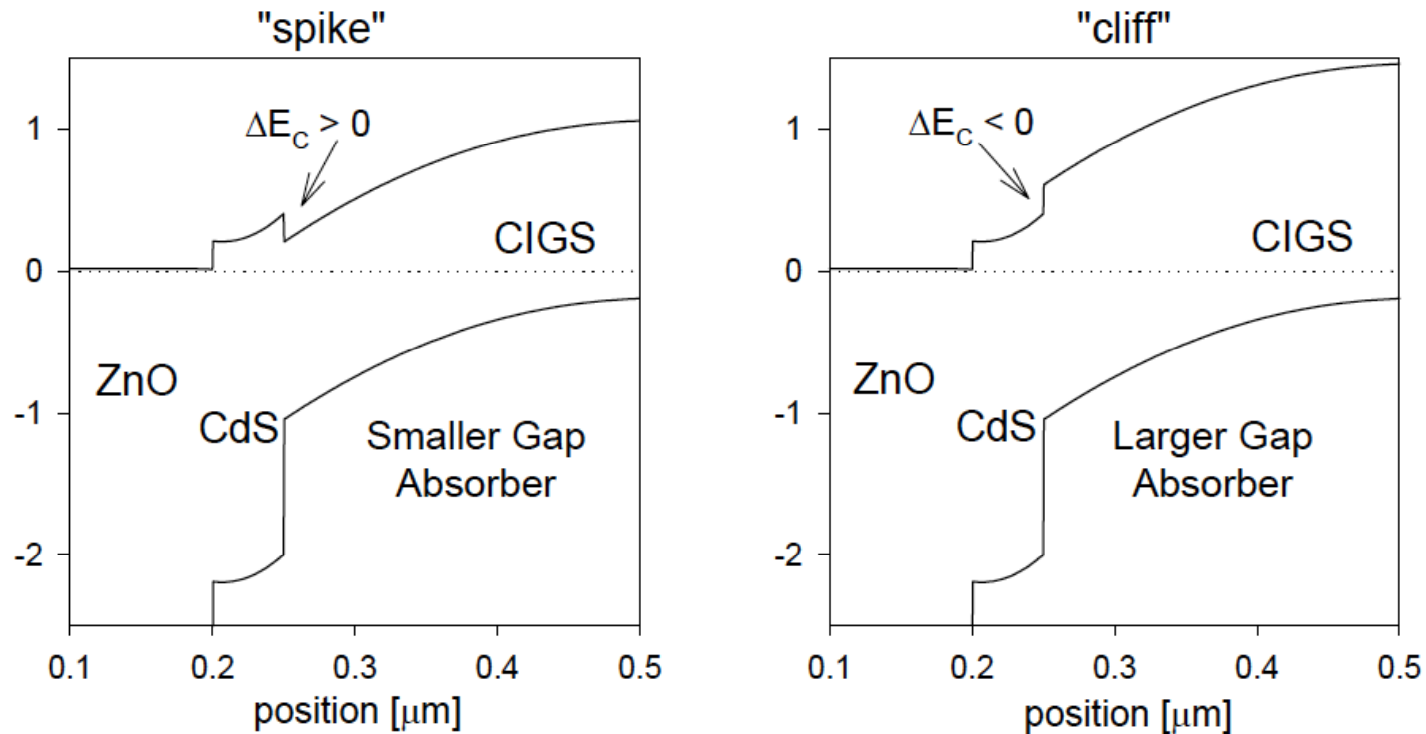 "spike"
ΔE_C > 0
CIGS
ZnO
CdS
Smaller Gap
Absorber
1
0
-1
-2
0.1 0.2 0.3 0.4 0.5
position [μm]
"cliff"
ΔE_C < 0
CIGS
ZnO
CdS
Larger Gap
Absorber
1
0
-1
-2
0.1 0.2 0.3 0.4 0.5
position [μm]